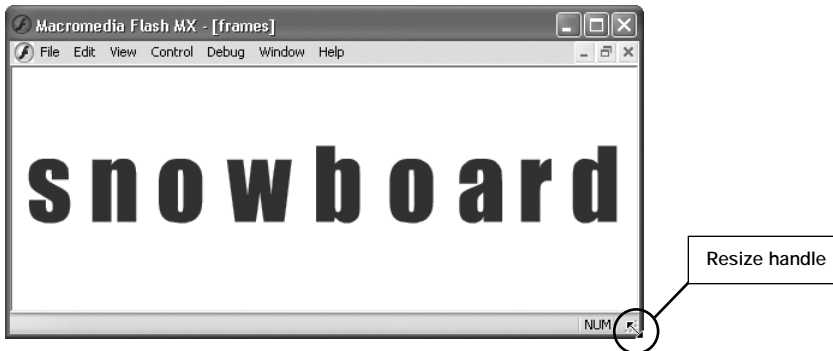 Macromedia Flash MX - [frames]
File Edit View Control Debug Window Help
snowboard
Resize handle
NUM